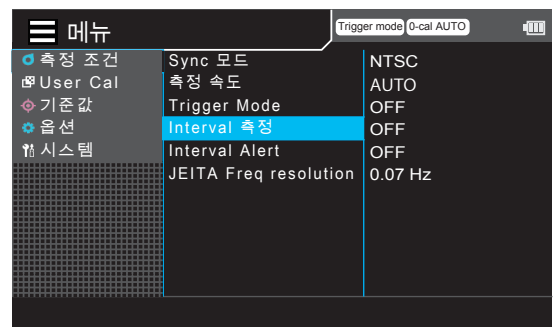 메뉴
Trigger mode 0-cal AUTO
측정 조건
User Cal
기준값
옵션
시스템
Sync 모드 NTSC
측정 속도 AUTO
Trigger Mode OFF
Interval 측정 OFF
Interval Alert OFF
JEITA Freq resolution 0.07 Hz